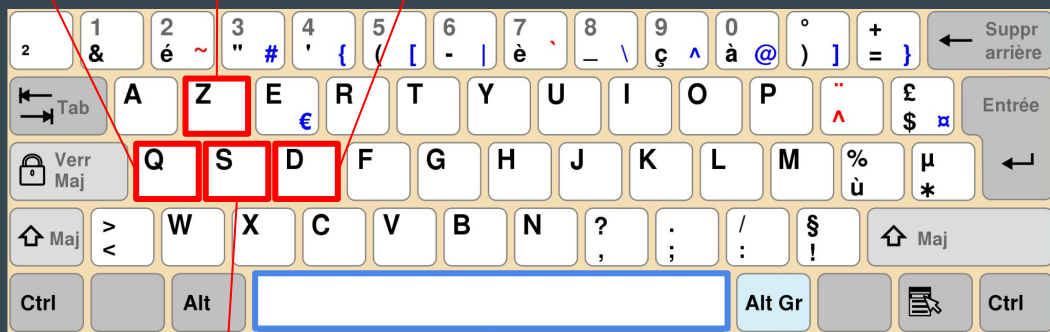 2 1 & 2 é ~ 3 " # 4 ' { 5 ( [ 6 - | 7 è ` 8 _ \ 9 ç ^ 0 à @ ° ) ] + = } Suppr arrière
Tab A Z E € R T Y U I O P ¨ ^ £ $ ¤ Entrée
Verr Maj Q S D F G H J K L M % ù µ *
Maj > < W X C V B N ? , . ; / : § ! Maj
Ctrl Alt Alt Gr Ctrl